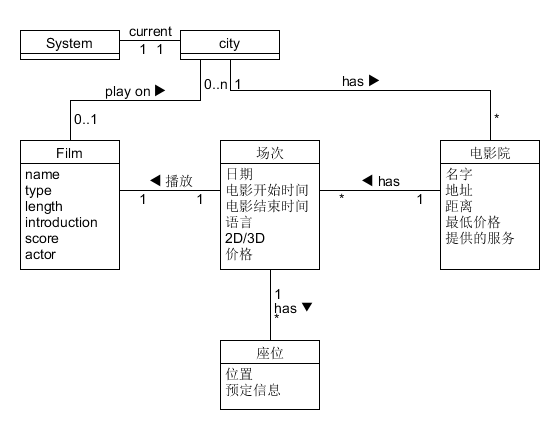 System
current
1 1
city
play on ▶
0..n
1
has ▶
0..1
*
Film
name
type
length
introduction
score
actor
◀ 播放
1
1
场次
日期
电影开始时间
电影结束时间
语言
2D/3D
价格
◀ has
*
1
电影院
名字
地址
距离
最低价格
提供的服务
1
has ▼
*
座位
位置
预定信息